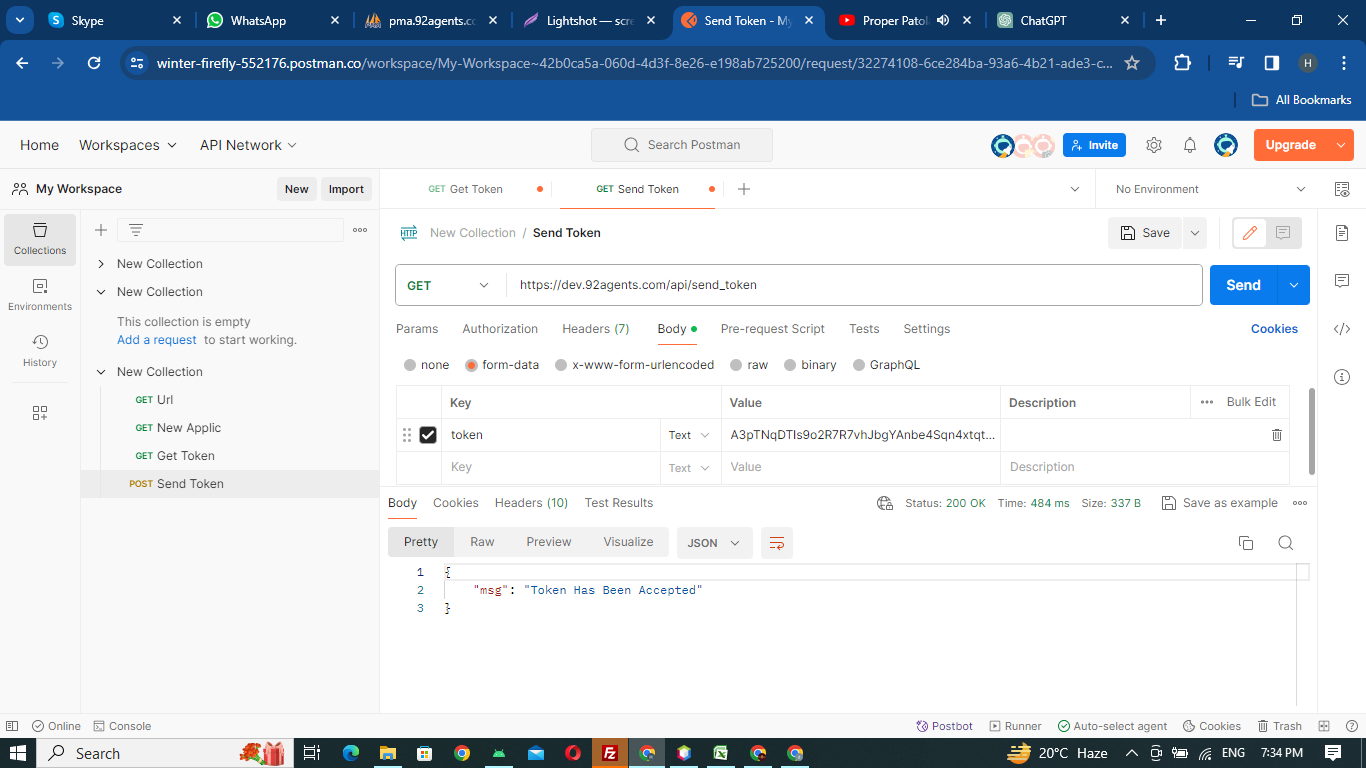 Skype
WhatsApp
pma.92agents.co
Lightshot — scre
Send Token - My
Proper Patol
ChatGPT
winter-firefly-552176.postman.co/workspace/My-Workspace~42b0ca5a-060d-4d3f-8e26-e198ab725200/request/32274108-6ce284ba-93a6-4b21-ade3-c...
H
All Bookmarks
Home
Workspaces
API Network
Search Postman
Invite
Upgrade
My Workspace
New
Import
GET Get Token
GET Send Token
No Environment
Collections
Environments
History
New Collection
New Collection
This collection is empty
Add a request to start working.
New Collection
GET Url
GET New Applic
GET Get Token
POST Send Token
HTTP
New Collection / Send Token
Save
GET
https://dev.92agents.com/api/send_token
Send
Params
Authorization
Headers (7)
Body
Pre-request Script
Tests
Settings
Cookies
none
form-data
x-www-form-urlencoded
raw
binary
GraphQL
Key
Value
Description
Bulk Edit
token
Text
A3pTNqDTIs9o2R7R7vhJbgYAnbe4Sqn4xtqt...
Key
Text
Value
Description
Body
Cookies
Headers (10)
Test Results
Status: 200 OK
Time: 484 ms
Size: 337 B
Save as example
Pretty
Raw
Preview
Visualize
JSON
1 {
2 "msg": "Token Has Been Accepted"
3 }
Online
Console
Postbot
Runner
Auto-select agent
Cookies
Trash
Search
20°C Haze
ENG
7:34 PM